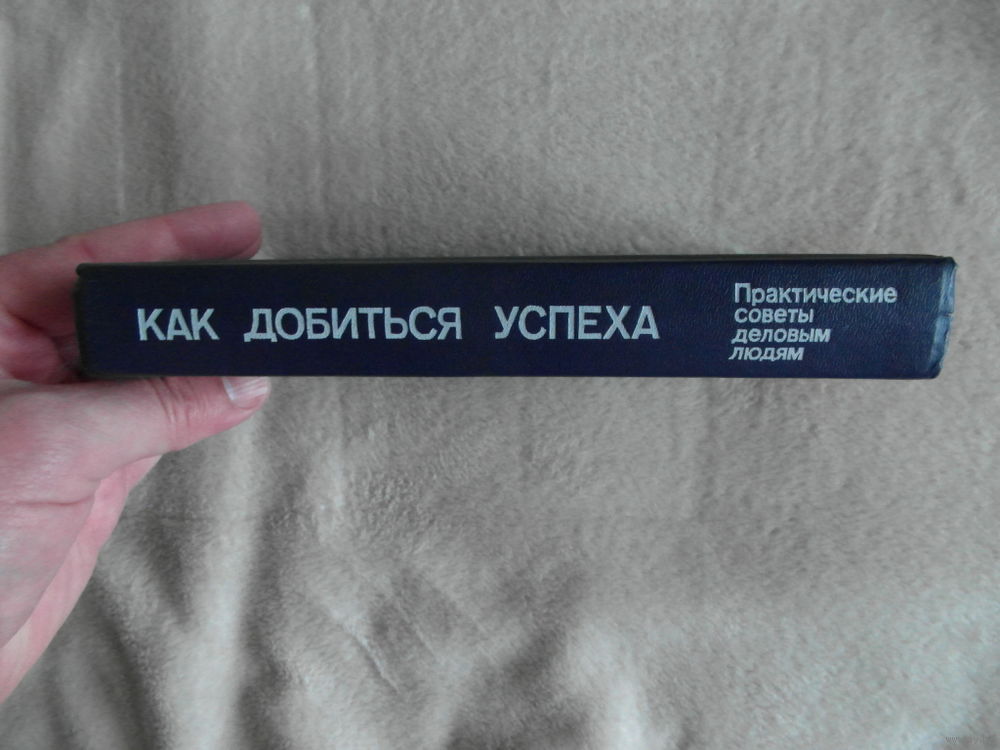 КАК ДОБИТЬСЯ УСПЕХА
Практические
советы
деловым
людям